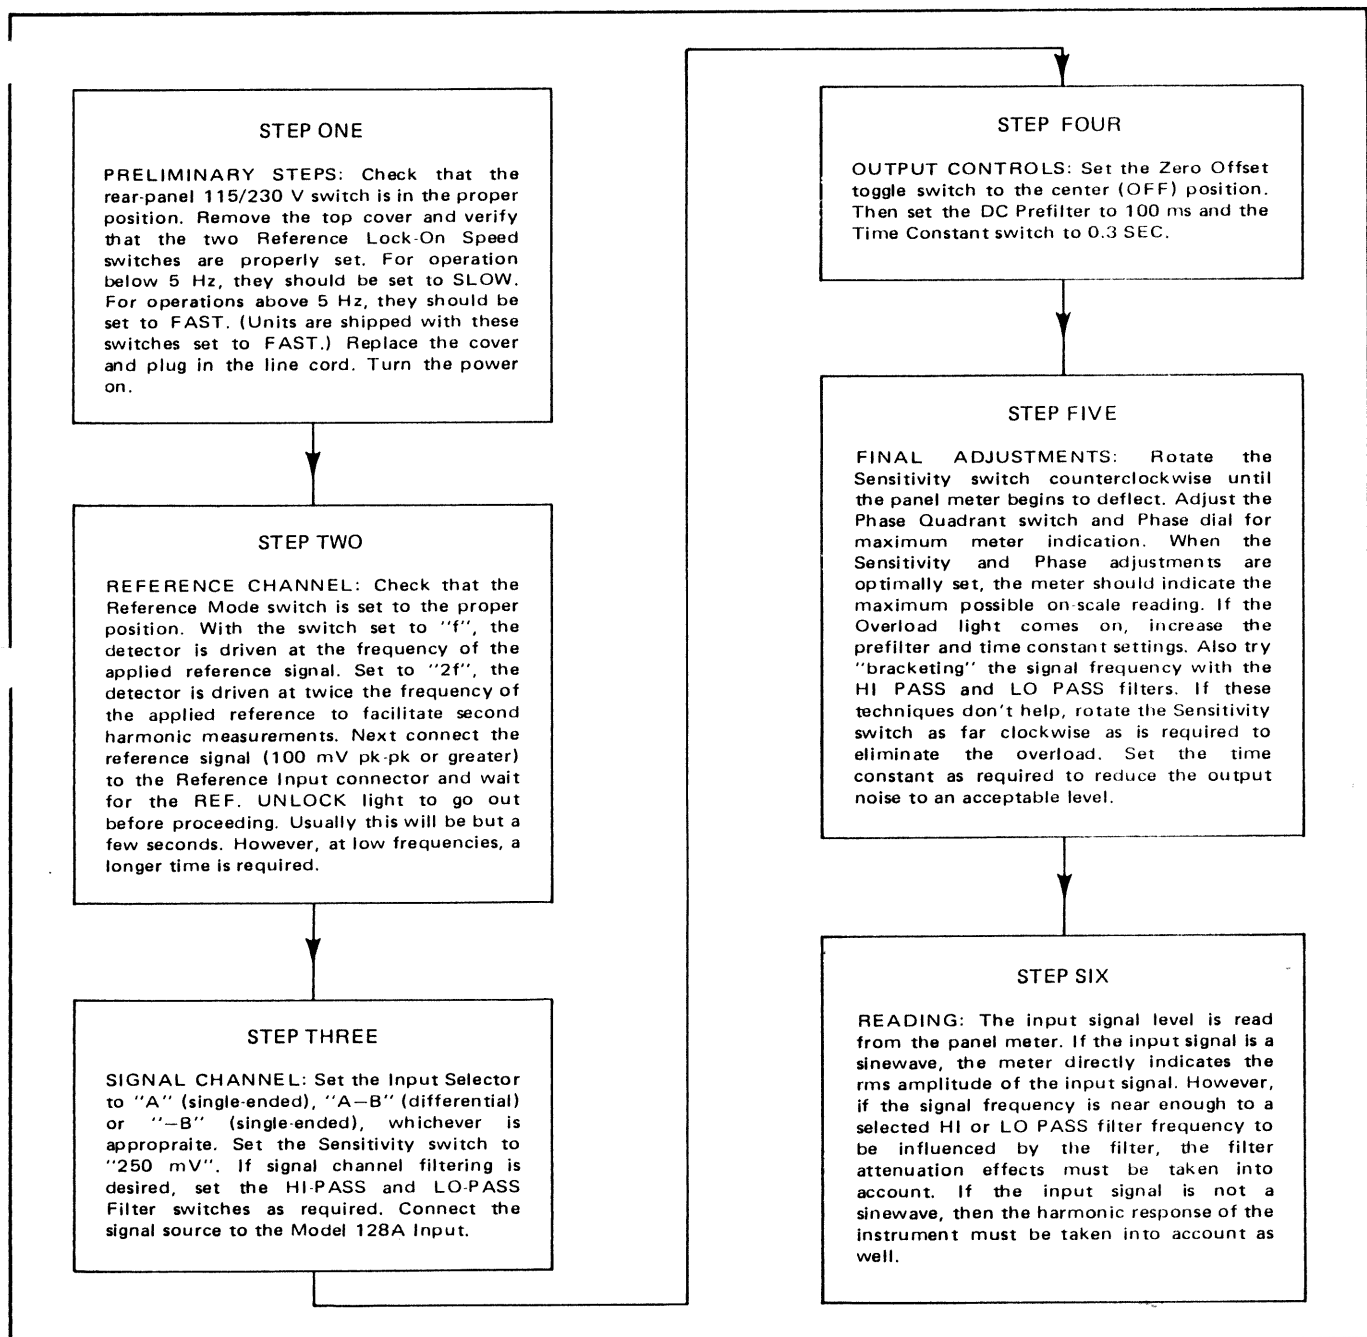 STEP ONE
PRELIMINARY STEPS: Check that the
rear-panel 115/230 V switch is in the proper
position. Remove the top cover and verify
that the two Reference Lock-On Speed
switches are properly set. For operation
below 5 Hz, they should be set to SLOW.
For operations above 5 Hz, they should be
set to FAST. (Units are shipped with these
switches set to FAST.) Replace the cover
and plug in the line cord. Turn the power
on.
STEP TWO
REFERENCE CHANNEL: Check that the
Reference Mode switch is set to the proper
position. With the switch set to "f", the
detector is driven at the frequency of the
applied reference signal. Set to "2f", the
detector is driven at twice the frequency of
the applied reference to facilitate second
harmonic measurements. Next connect the
reference signal (100 mV pk-pk or greater)
to the Reference Input connector and wait
for the REF. UNLOCK light to go out
before proceeding. Usually this will be but a
few seconds. However, at low frequencies, a
longer time is required.
STEP THREE
SIGNAL CHANNEL: Set the Input Selector
to "A" (single-ended), "A−B" (differential)
or "−B" (single-ended), whichever is
appropraite. Set the Sensitivity switch to
"250 mV". If signal channel filtering is
desired, set the HI-PASS and LO-PASS
Filter switches as required. Connect the
signal source to the Model 128A Input.
STEP FOUR
OUTPUT CONTROLS: Set the Zero Offset
toggle switch to the center (OFF) position.
Then set the DC Prefilter to 100 ms and the
Time Constant switch to 0.3 SEC.
STEP FIVE
FINAL ADJUSTMENTS: Rotate the
Sensitivity switch counterclockwise until
the panel meter begins to deflect. Adjust the
Phase Quadrant switch and Phase dial for
maximum meter indication. When the
Sensitivity and Phase adjustments are
optimally set, the meter should indicate the
maximum possible on-scale reading. If the
Overload light comes on, increase the
prefilter and time constant settings. Also try
"bracketing" the signal frequency with the
HI PASS and LO PASS filters. If these
techniques don't help, rotate the Sensitivity
switch as far clockwise as is required to
eliminate the overload. Set the time
constant as required to reduce the output
noise to an acceptable level.
STEP SIX
READING: The input signal level is read
from the panel meter. If the input signal is a
sinewave, the meter directly indicates the
rms amplitude of the input signal. However,
if the signal frequency is near enough to a
selected HI or LO PASS filter frequency to
be influenced by the filter, the filter
attenuation effects must be taken into
account. If the input signal is not a
sinewave, then the harmonic response of the
instrument must be taken into account as
well.